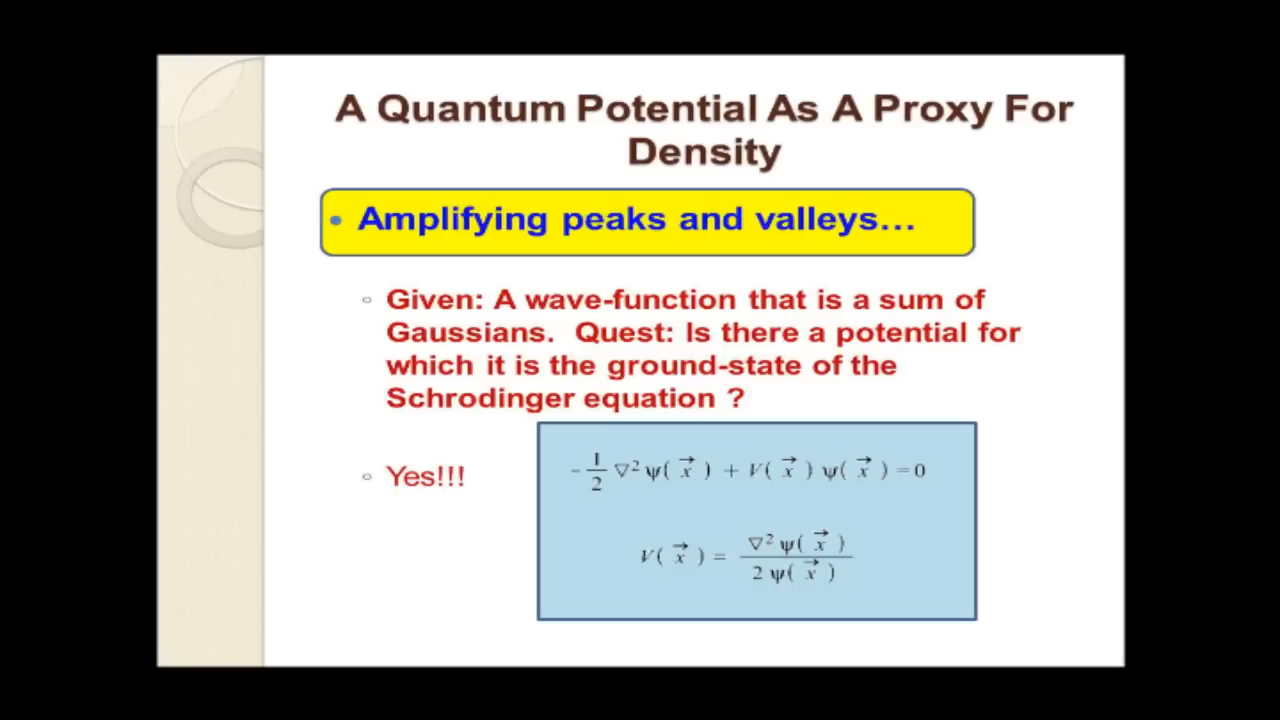 A Quantum Potential As A Proxy For
Density
• Amplifying peaks and valleys...
◦ Given: A wave-function that is a sum of
Gaussians. Quest: Is there a potential for
which it is the ground-state of the
Schrodinger equation ?
◦ Yes!!!
- 1/2 ∇² ψ( x⃗ ) + V( x⃗ ) ψ( x⃗ ) = 0
V( x⃗ ) = ∇² ψ( x⃗ ) / 2 ψ( x⃗ )